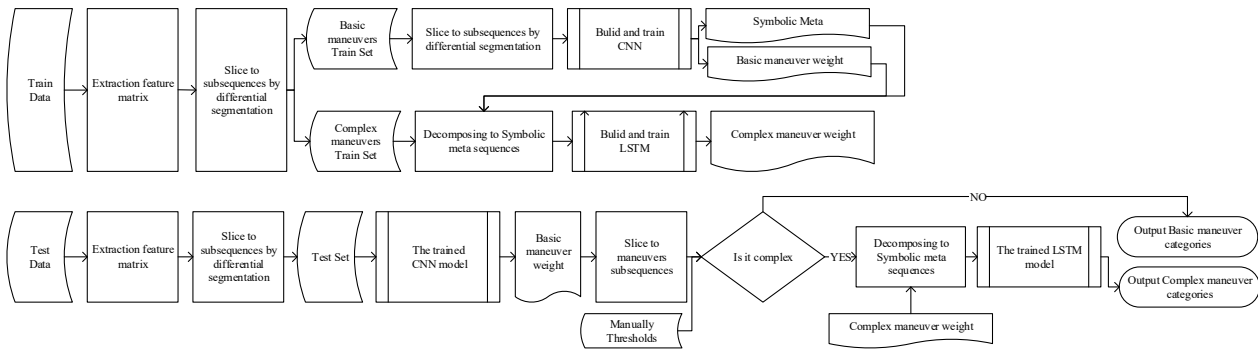 Train
Data
Extraction feature
matrix
Slice to
subsequences by
differential
segmentation
Basic
maneuvers
Train Set
Slice to subsequences by
differential segmentation
Bulid and train
CNN
Symbolic Meta
Basic maneuver weight
Complex
maneuvers
Train Set
Decomposing to Symbolic
meta sequences
Bulid and train
LSTM
Complex maneuver weight
Test
Data
Extraction feature
matrix
Slice to
subsequences by
differential
segmentation
Test Set
The trained
CNN model
Basic
maneuver
weight
Slice to
maneuvers
subsequences
Manually
Thresholds
Is it complex
NO
YES
Decomposing to
Symbolic meta
sequences
Complex maneuver weight
The trained LSTM
model
Output Basic maneuver
categories
Output Complex maneuver
categories